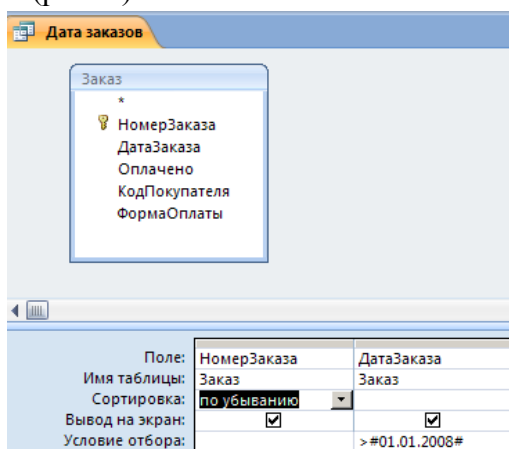 Дата заказов
Заказ
*
НомерЗаказа
ДатаЗаказа
Оплачено
КодПокупателя
ФормаОплаты
Поле: НомерЗаказа ДатаЗаказа
Имя таблицы: Заказ Заказ
Сортировка: по убыванию
Вывод на экран:
Условие отбора: >#01.01.2008#